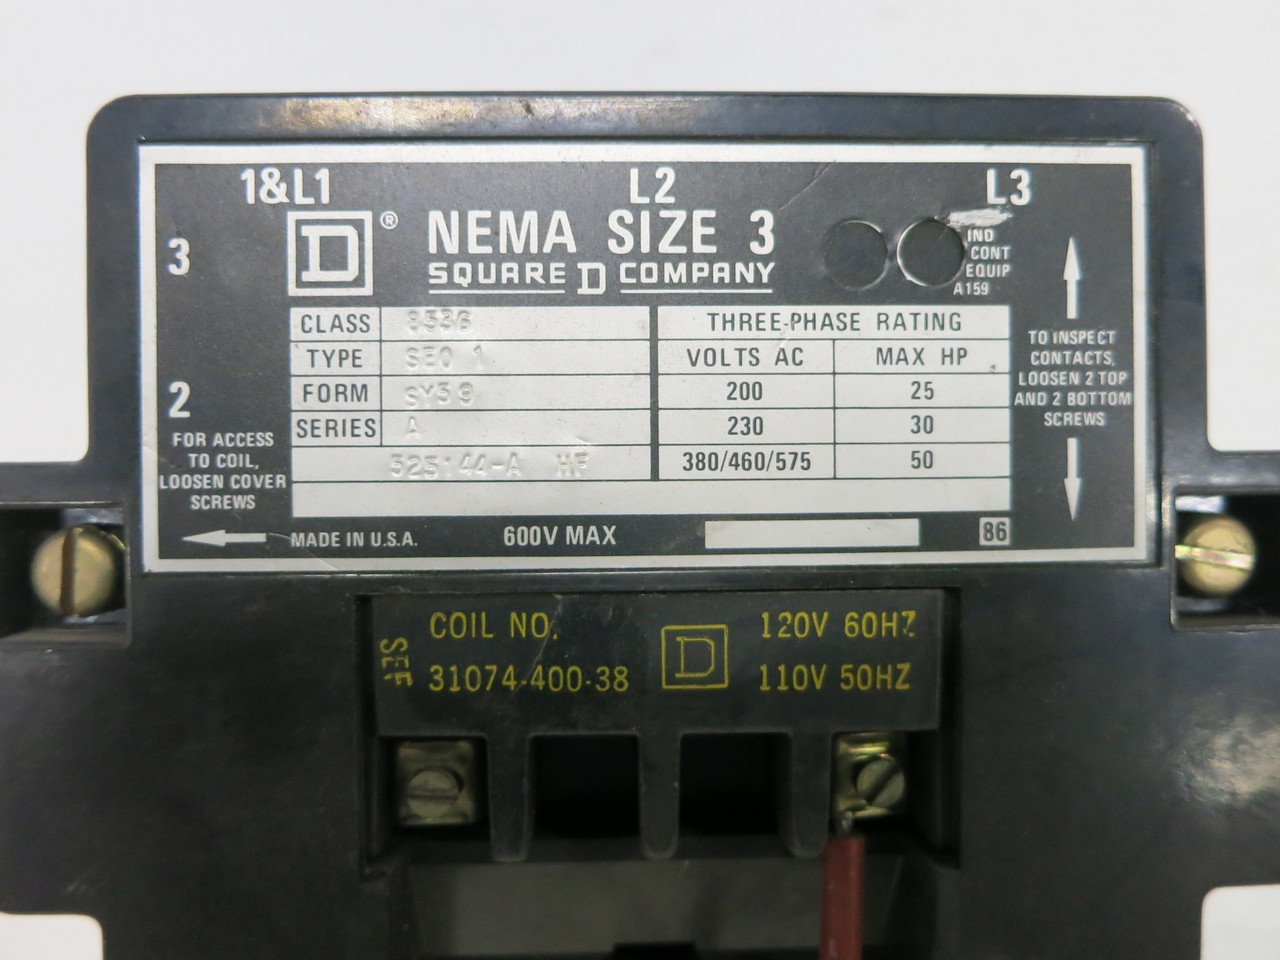 1&L1 L2 L3
3
D ® NEMA SIZE 3
SQUARE D COMPANY
IND
CONT
EQUIP
A159
CLASS 8536
TYPE SEO 1
FORM SY59
SERIES A
HF
THREE-PHASE RATING
VOLTS AC MAX HP
200 25
230 30
380/460/575 50
TO INSPECT
CONTACTS,
LOOSEN 2 TOP
AND 2 BOTTOM
SCREWS
2
FOR ACCESS
TO COIL,
LOOSEN COVER
SCREWS
MADE IN U.S.A. 600V MAX 86
COIL NO. D 120V 60HZ
31074-400-38 110V 50HZ